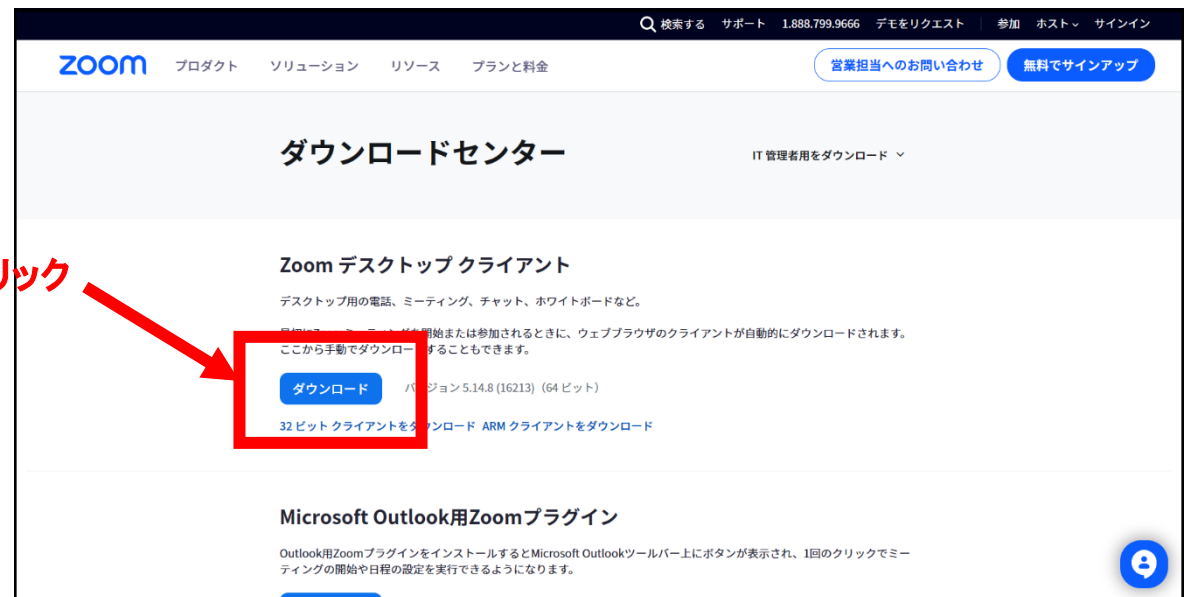 検索する サポート 1.888.799.9666 デモをリクエスト 参加 ホスト サインイン
zoom プロダクト ソリューション リソース プランと料金 営業担当へのお問い合わせ 無料でサインアップ
ダウンロードセンター
IT 管理者用をダウンロード
リック
Zoom デスクトップ クライアント
デスクトップ用の電話、ミーティング、チャット、ホワイトボードなど。
開始または参加されるときに、ウェブブラウザのクライアントが自動的にダウンロードされます。
ここから手動でダウンロードすることもできます。
ダウンロード バージョン 5.14.8 (16213)（64 ビット）
32 ビット クライアントをダウンロード ARM クライアントをダウンロード
Microsoft Outlook用Zoomプラグイン
Outlook用ZoomプラグインをインストールするとMicrosoft Outlookツールバー上にボタンが表示され、1回のクリックでミー
ティングの開始や日程の設定を実行できるようになります。